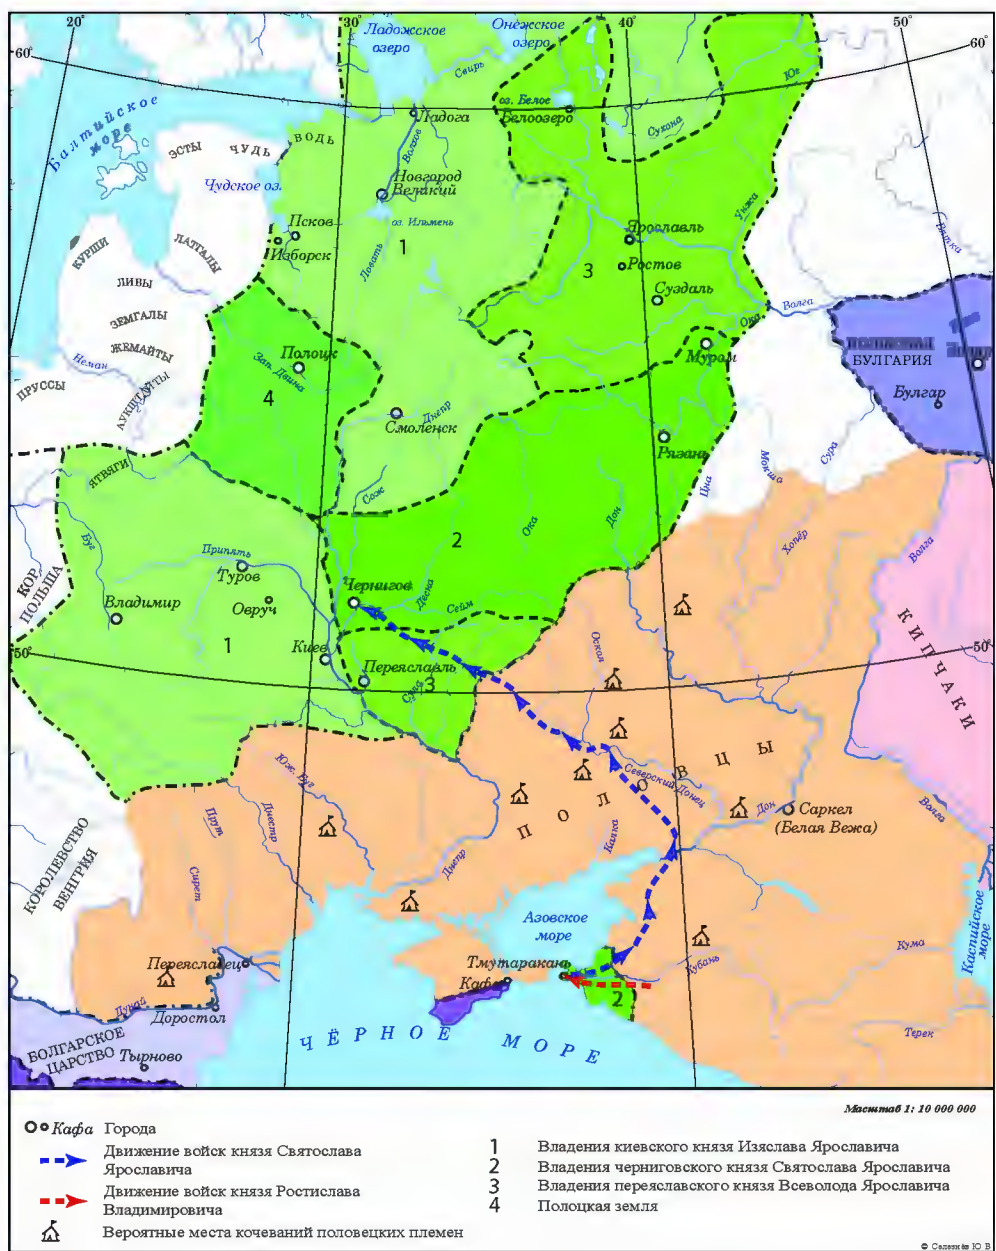 20°
30°
40°
50°
60°
60°
Ладожское
озеро
Онежское
озеро
Свирь
Юг
оз. Белое
Белоозеро
Сухона
Балтийское
море
Ладога
Волхов
ВОДЬ
ЭСТЫ
ЧУДЬ
Чудское оз.
Новгород
Великий
оз. Ильмень
Псков
Изборск
Ловать
1
Унжа
Вятка
Ярославль
Ростов
3
Суздаль
КУРШИ
ЛАТГАЛЫ
ЛИВЫ
ЗЕМГАЛЫ
ЖЕМАЙТЫ
Неман
ПРУССЫ
АУКШТАЙТЫ
Волга
Ока
Муром
БУЛГАРИЯ
Булгар
Полоцк
Зап. Двина
4
Днепр
Смоленск
Рязань
Цна
Мокша
Сура
ЯТВЯГИ
Сож
Ока
Дон
2
Хопёр
Волга
Буг
КОР.
ПОЛЬША
Припять
Туров
Овруч
Владимир
1
Чернигов
Десна
Сейм
Киев
Переяславль
3
Сула
Оскол
50°
50°
КИПЧАКИ
ПОЛОВЦЫ
Северский Донец
Юж. Буг
Днестр
Прут
Сирет
Днепр
Калка
Дон
Саркел
(Белая Вежа)
Волга
КОРОЛЕВСТВО
ВЕНГРИЯ
Азовское
море
Каспийское
море
Тмутаракань
Кафа
Кубань
2
Кума
Терек
Переяславец
Дунай
Доростол
БОЛГАРСКОЕ
ЦАРСТВО
Тырново
ЧЁРНОЕ МОРЕ
Масштаб 1: 10 000 000
Кафа Города
Движение войск князя Святослава
Ярославича
Движение войск князя Ростислава
Владимировича
Вероятные места кочеваний половецких племен
1 Владения киевского князя Изяслава Ярославича
2 Владения черниговского князя Святослава Ярославича
3 Владения переяславского князя Всеволода Ярославича
4 Полоцкая земля
© Селезнёв Ю В